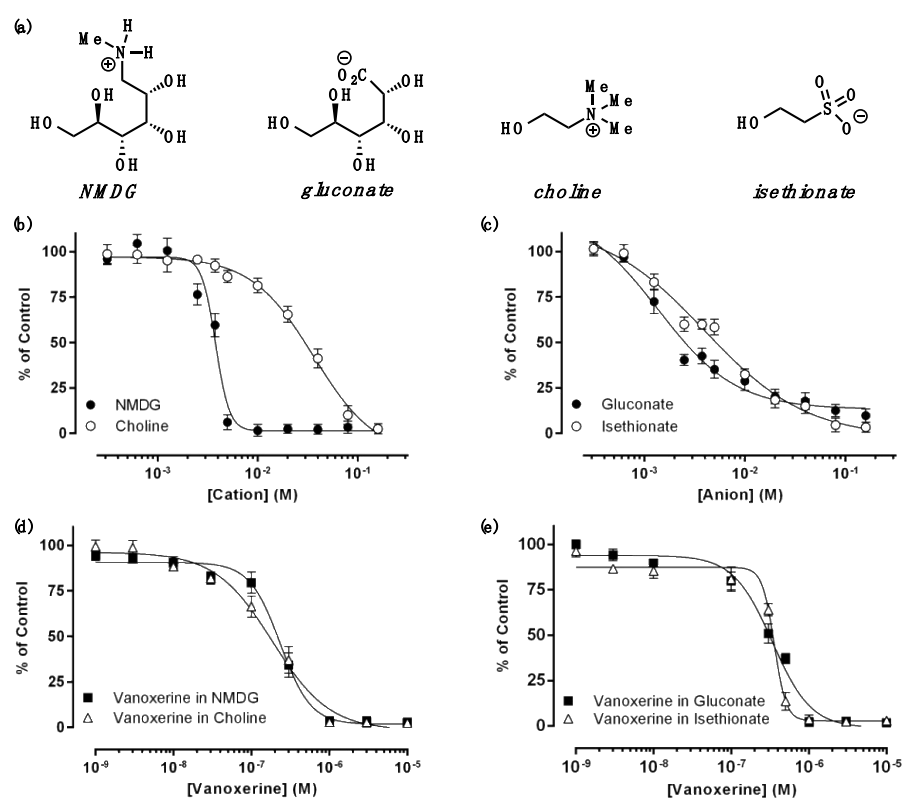 (a)
H
Me N H
⊕
OH
OH
HO
OH
OH
NMDG
⊖
O2C
OH
OH
HO
OH
OH
gluconate
Me
Me
HO N
⊕ Me
choline
O
O
S
HO
O ⊖
isethionate
(b)
% of Control
100
75
50
25
0
NMDG
Choline
10-3 10-2 10-1
[Cation] (M)
(c)
% of Control
100
75
50
25
0
Gluconate
Isethionate
10-3 10-2 10-1
[Anion] (M)
(d)
% of Control
100
75
50
25
0
Vanoxerine in NMDG
Vanoxerine in Choline
10-9 10-8 10-7 10-6 10-5
[Vanoxerine] (M)
(e)
% of Control
100
75
50
25
0
Vanoxerine in Gluconate
Vanoxerine in Isethionate
10-9 10-8 10-7 10-6 10-5
[Vanoxerine] (M)